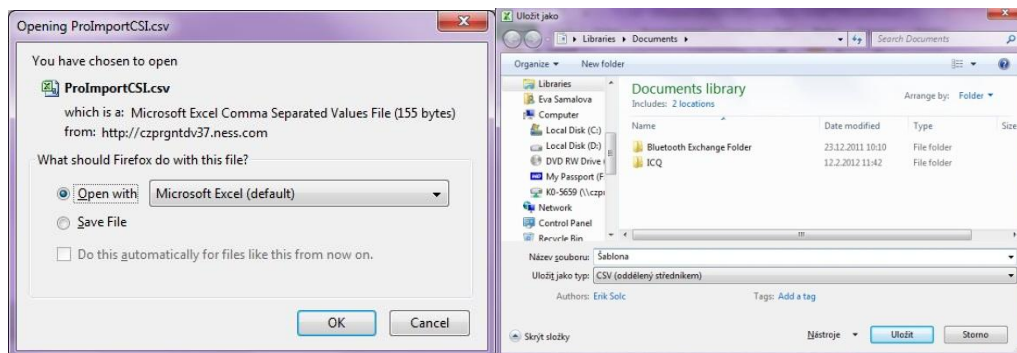 Opening ProImportCSI.csv
You have chosen to open
ProImportCSI.csv
which is a: Microsoft Excel Comma Separated Values File (155 bytes)
from: http://czprgntdv37.ness.com
What should Firefox do with this file?
Open with
Microsoft Excel (default)
Save File
Do this automatically for files like this from now on.
OK
Cancel
Uložit jako
Libraries
Documents
Search Documents
Organize
New folder
Libraries
Eva Samalova
Computer
Local Disk (C:)
Local Disk (D:)
DVD RW Drive
My Passport (F
K0-5659 (\\czpr
Network
Control Panel
Recycle Bin
Documents library
Includes: 2 locations
Arrange by: Folder
Name
Date modified
Type
Size
Bluetooth Exchange Folder
23.12.2011 10:10
File folder
ICQ
12.2.2012 11:42
File folder
Název souboru: Šablona
Uložit jako typ: CSV (oddělený středníkem)
Authors: Erik Solc
Tags: Add a tag
Skrýt složky
Nástroje
Uložit
Storno